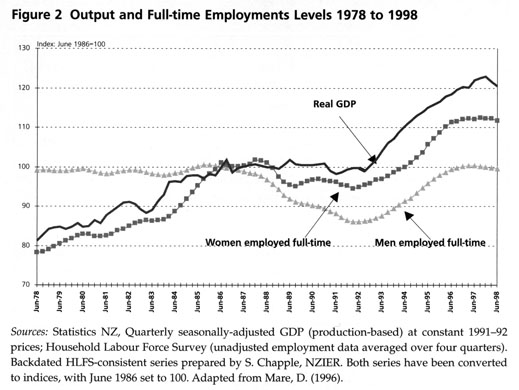 Figure 2 Output and Full-time Employments Levels 1978 to 1998
Index: June 1986=100
130
120
110
100
90
80
70
Real GDP
Women employed full-time
Men employed full-time
Jun-78
Jun-79
Jun-80
Jun-81
Jun-82
Jun-83
Jun-84
Jun-85
Jun-86
Jun-87
Jun-88
Jun-89
Jun-90
Jun-91
Jun-92
Jun-93
Jun-94
Jun-95
Jun-96
Jun-97
Jun-98
Sources: Statistics NZ, Quarterly seasonally-adjusted GDP (production-based) at constant 1991–92
prices; Household Labour Force Survey (unadjusted employment data averaged over four quarters).
Backdated HLFS-consistent series prepared by S. Chapple, NZIER. Both series have been converted
to indices, with June 1986 set to 100. Adapted from Mare, D. (1996).